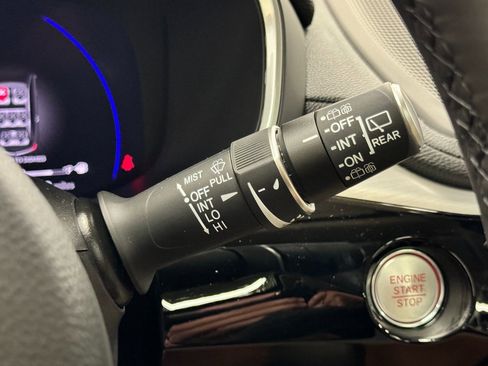 MIST
PULL
OFF
INT
LO
HI
OFF
INT
ON
REAR
ENGINE
START
STOP